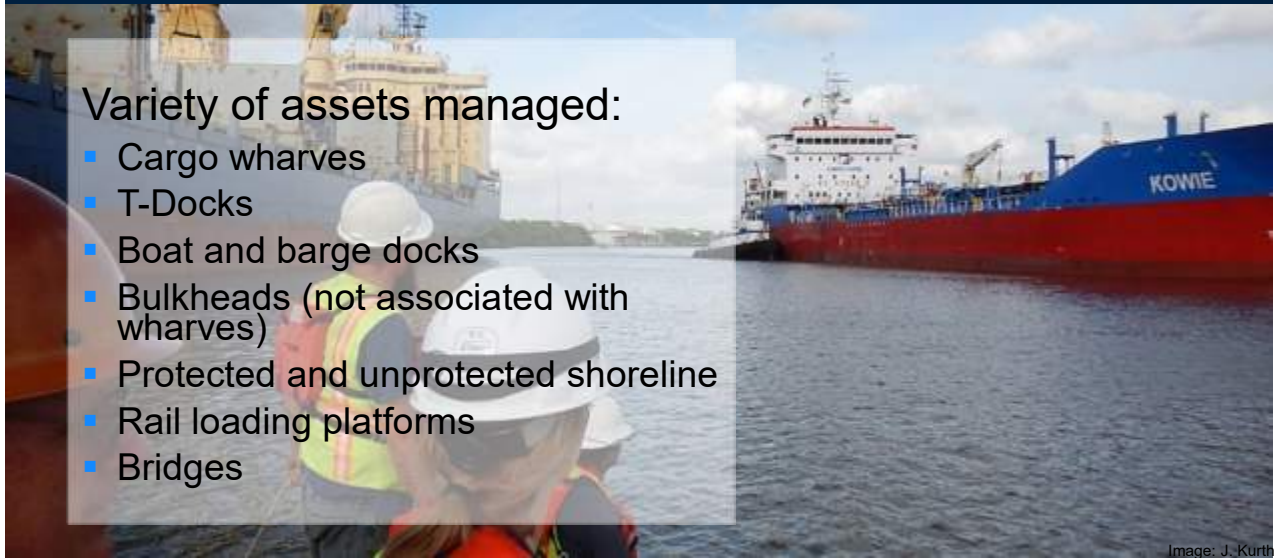 Variety of assets managed:
Cargo wharves
T-Docks
Boat and barge docks
Bulkheads (not associated with
wharves)
Protected and unprotected shoreline
Rail loading platforms
Bridges
KOWIE
Image: J. Kurth